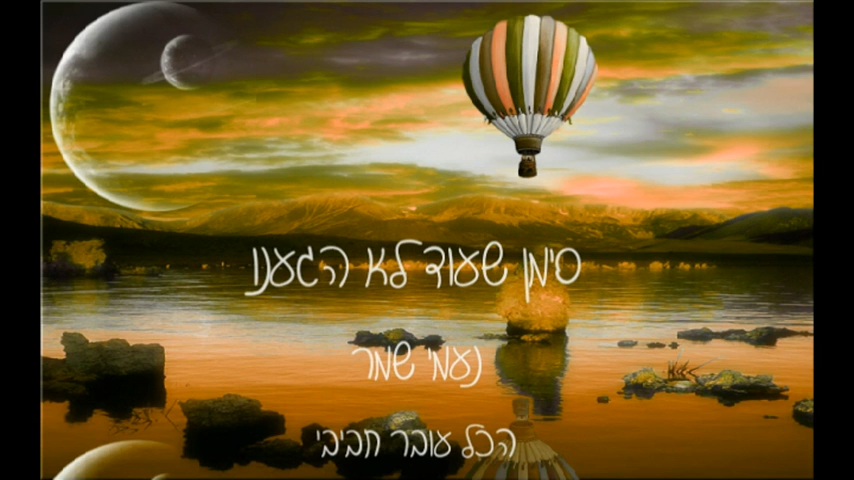 סימן שעוד לא הגענו
נעמי שמר
הכל עובר חביבי